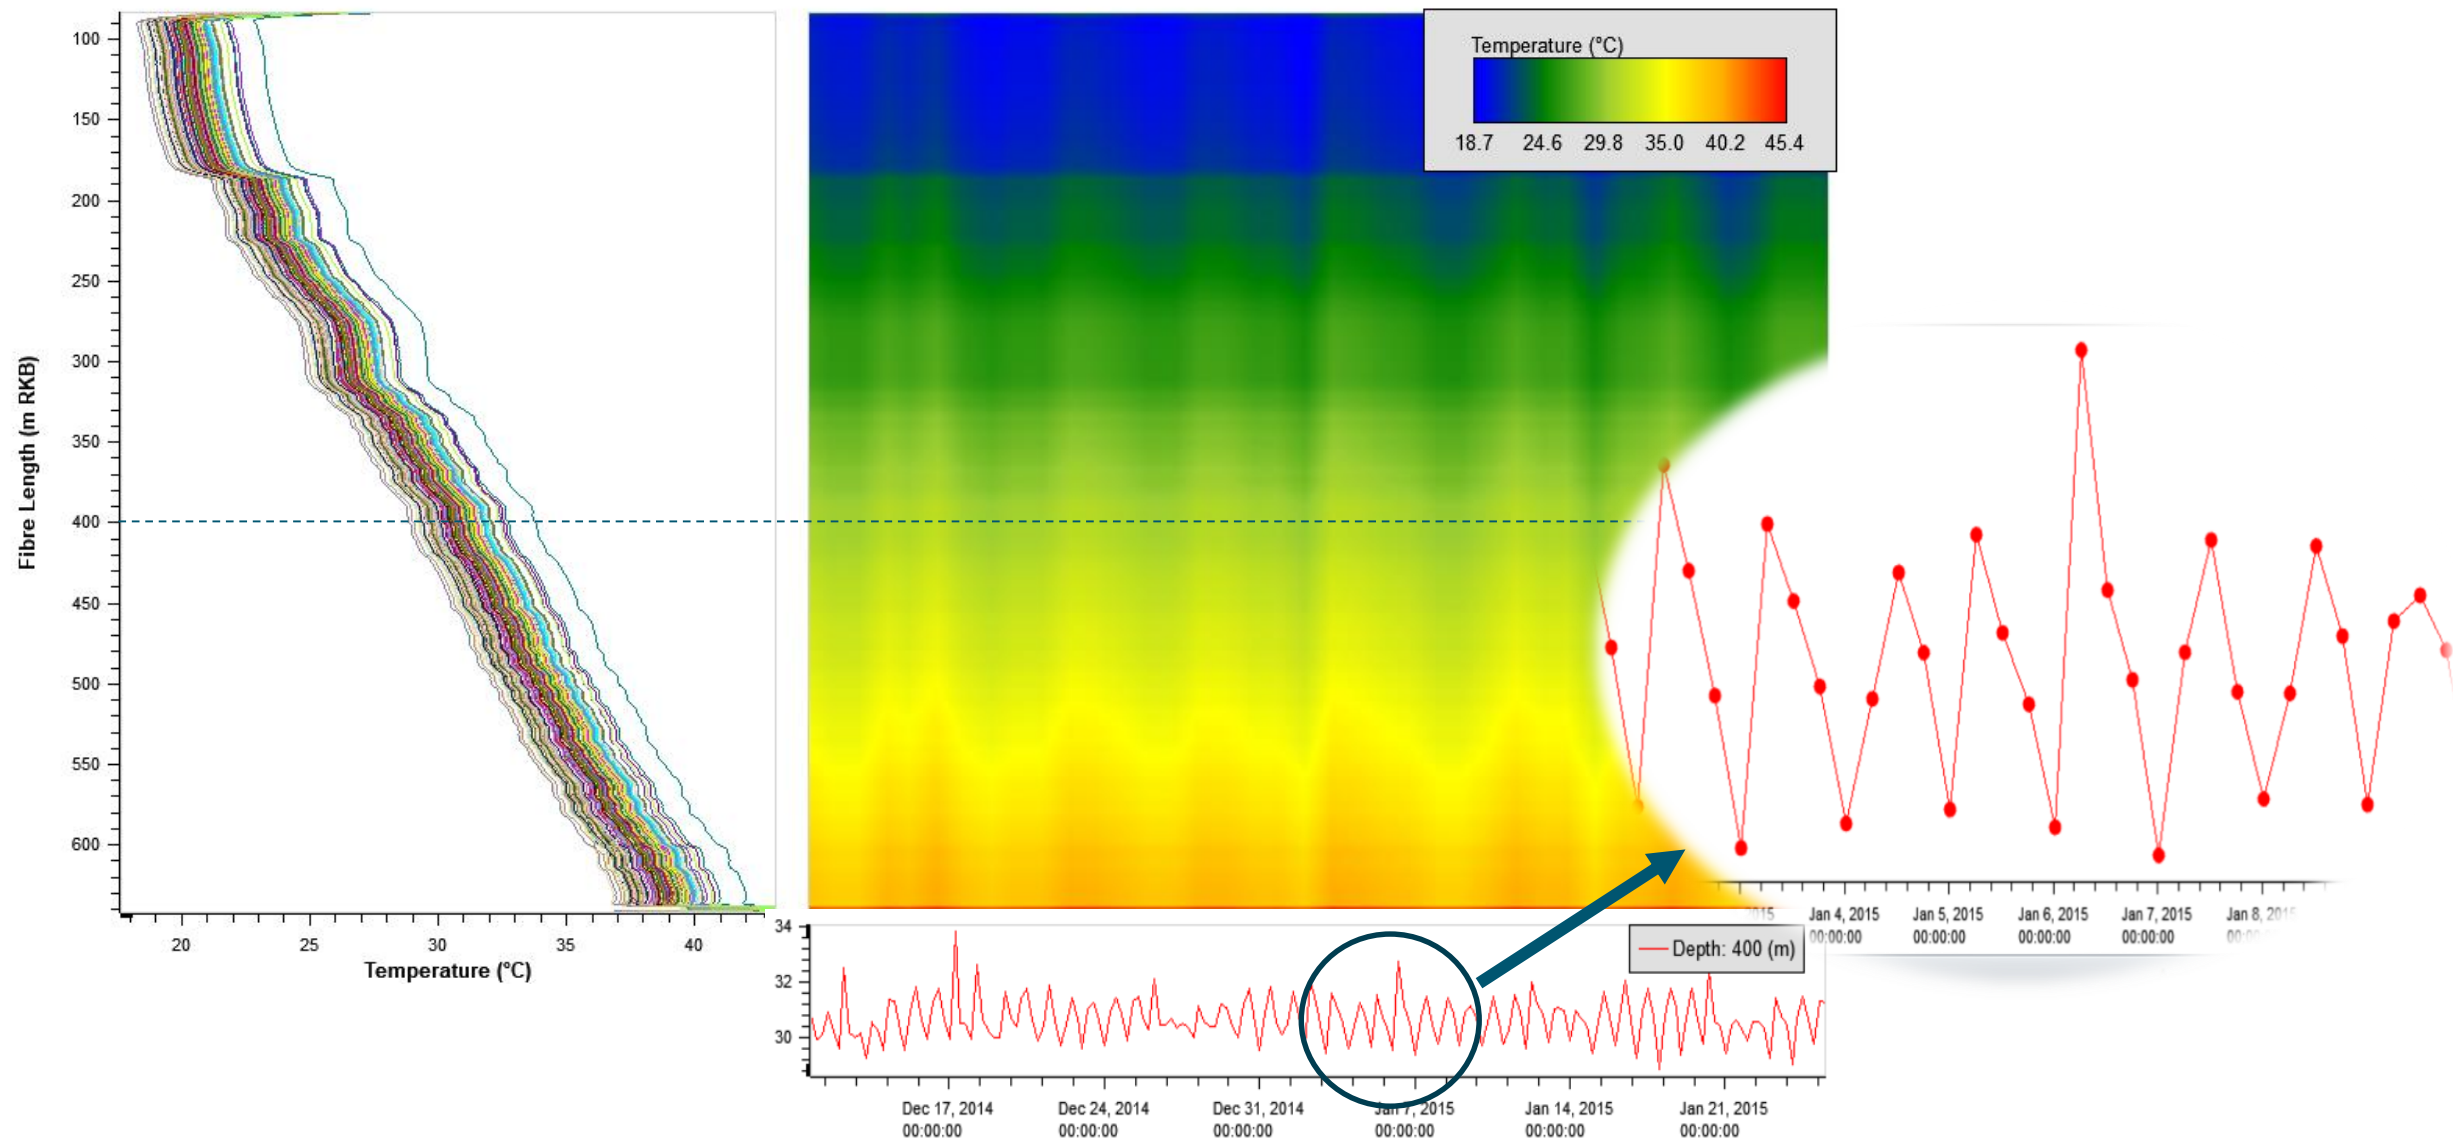 Fibre Length (m RKB)
100
150
200
250
300
350
400
450
500
550
600
20 25 30 35 40
Temperature (°C)
Temperature (°C)
18.7 24.6 29.8 35.0 40.2 45.4
34
32
30
Depth: 400 (m)
Dec 17, 2014 Dec 24, 2014 Dec 31, 2014 Jan 7, 2015 Jan 14, 2015 Jan 21, 2015
00:00:00 00:00:00 00:00:00 00:00:00 00:00:00 00:00:00
2015 Jan 4, 2015 Jan 5, 2015 Jan 6, 2015 Jan 7, 2015 Jan 8, 2015
00:00:00 00:00:00 00:00:00 00:00:00